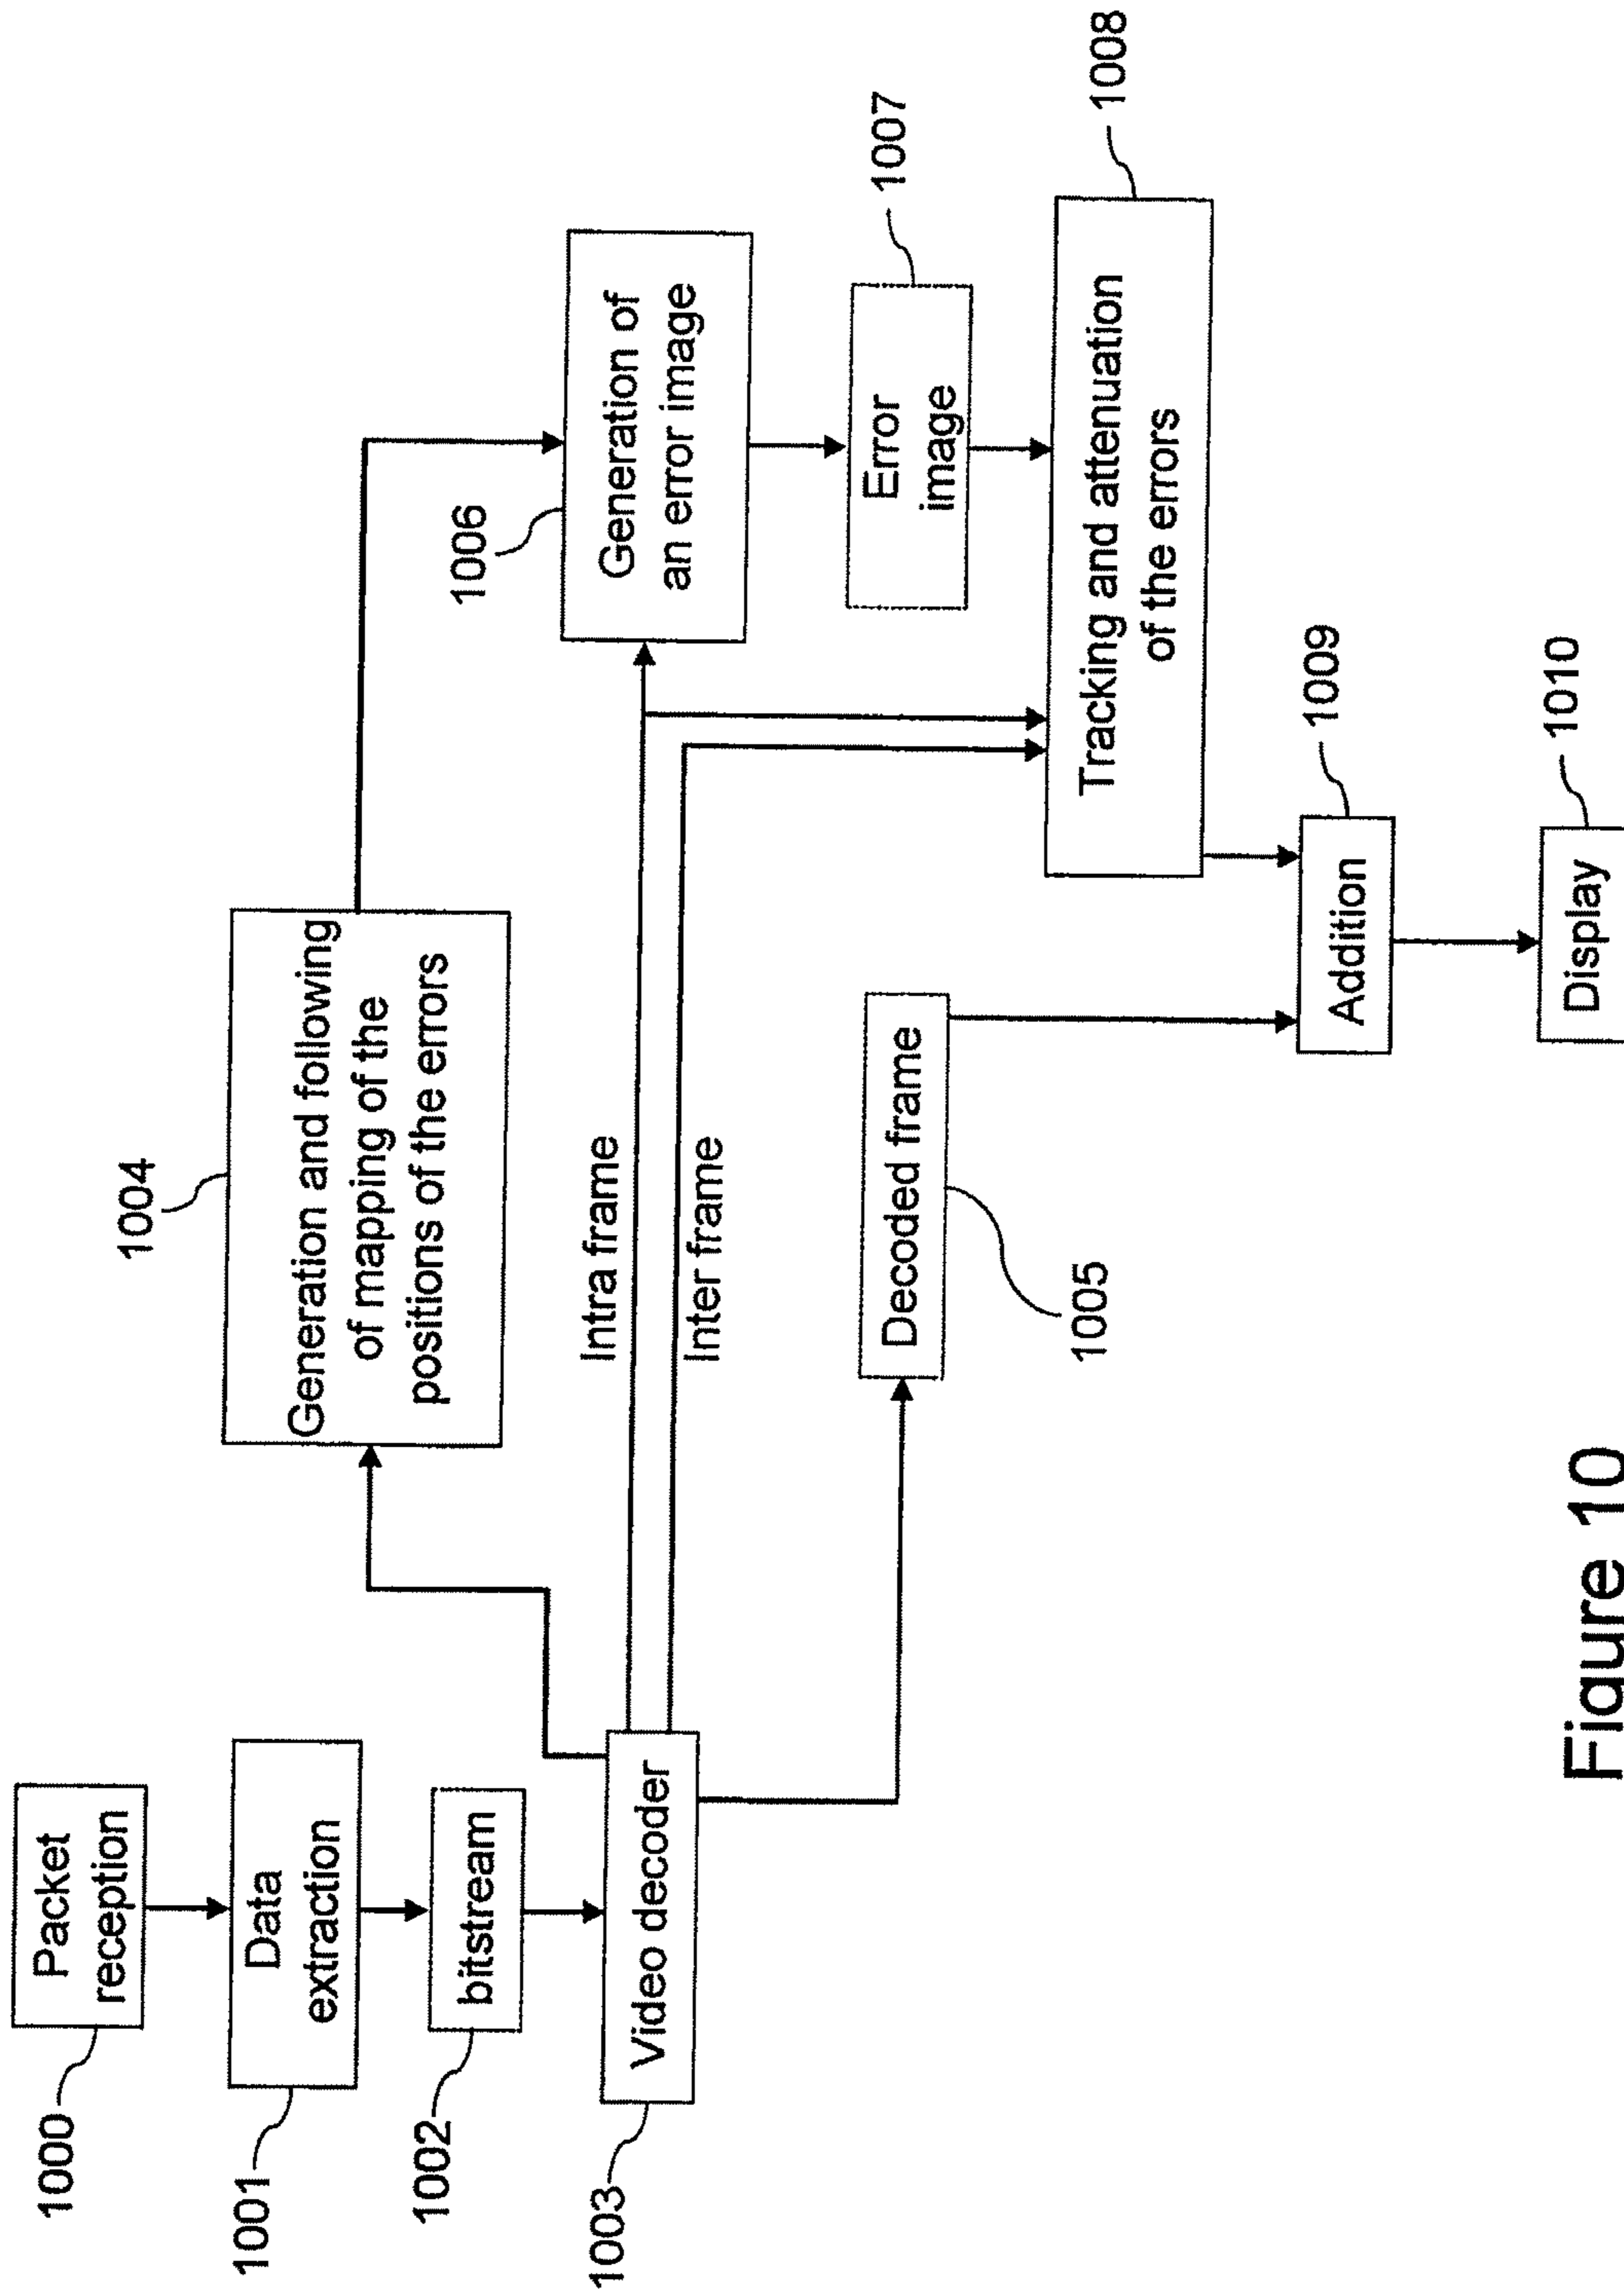 1000
Packet
reception
1001
Data
extraction
1002
bitstream
1003
Video decoder
1004
Generation and following
of mapping of the
positions of the errors
Intra frame
Inter frame
Decoded frame
1005
1006
Generation of
an error image
1007
Error
image
1008
Tracking and attenuation
of the errors
1009
Addition
1010
Display
Figure 10